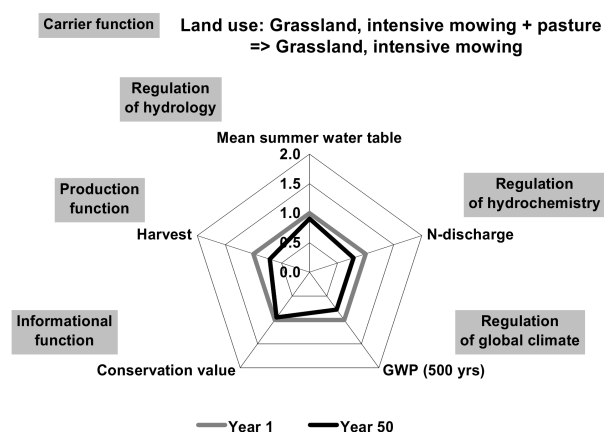 Carrier function
Land use: Grassland, intensive mowing + pasture
=> Grassland, intensive mowing
Regulation
of hydrology
Mean summer water table
2.0
1.5
1.0
0.5
0.0
Production
function
Harvest
Regulation
of hydrochemistry
N-discharge
Informational
function
Conservation value
Regulation
of global climate
GWP (500 yrs)
Year 1
Year 50